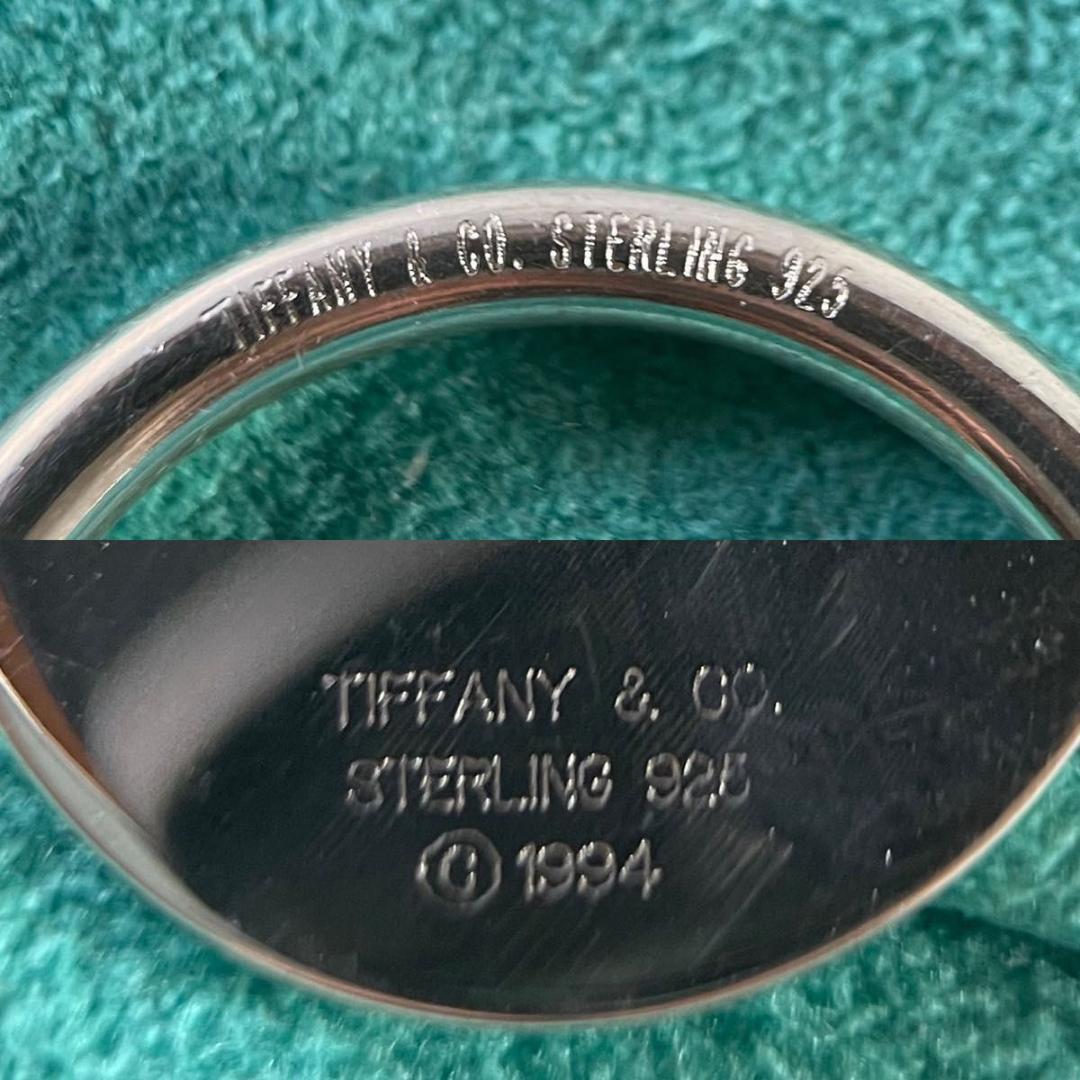 TIFFANY & CO. STERLING 925
TIFFANY & CO.
STERLING 925
© 1994